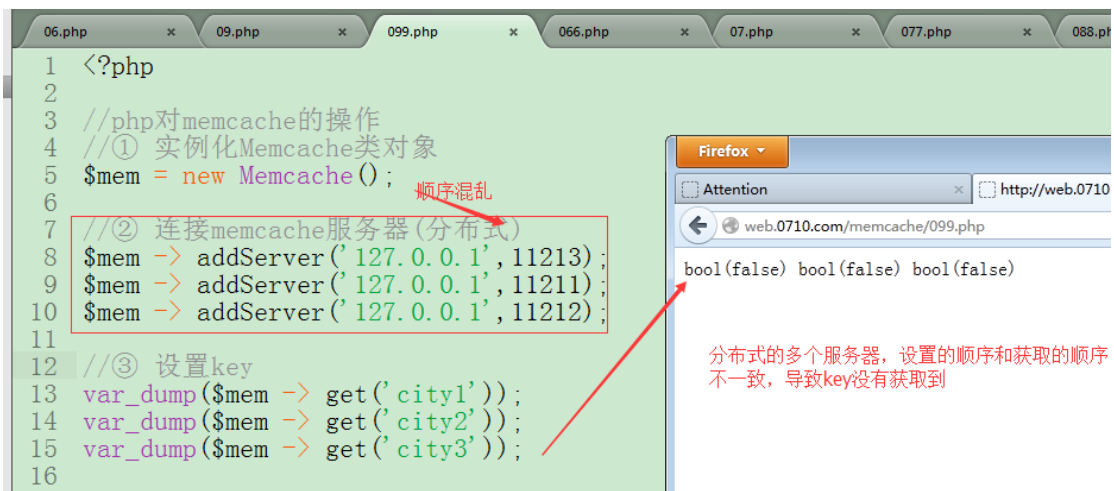 06.php × 09.php × 099.php × 066.php × 07.php × 077.php × 088.ph
1 <?php
2
3 //php对memcache的操作
4 //① 实例化Memcache类对象
5 $mem = new Memcache();
顺序混乱
6
7 //② 连接memcache服务器(分布式)
8 $mem -> addServer('127.0.0.1',11213);
9 $mem -> addServer('127.0.0.1',11211);
10 $mem -> addServer('127.0.0.1',11212);
11
12 //③ 设置key
13 var_dump($mem -> get('city1'));
14 var_dump($mem -> get('city2'));
15 var_dump($mem -> get('city3'));
16
Firefox
Attention × http://web.0710
web.0710.com/memcache/099.php
bool(false) bool(false) bool(false)
分布式的多个服务器，设置的顺序和获取的顺序
不一致，导致key没有获取到